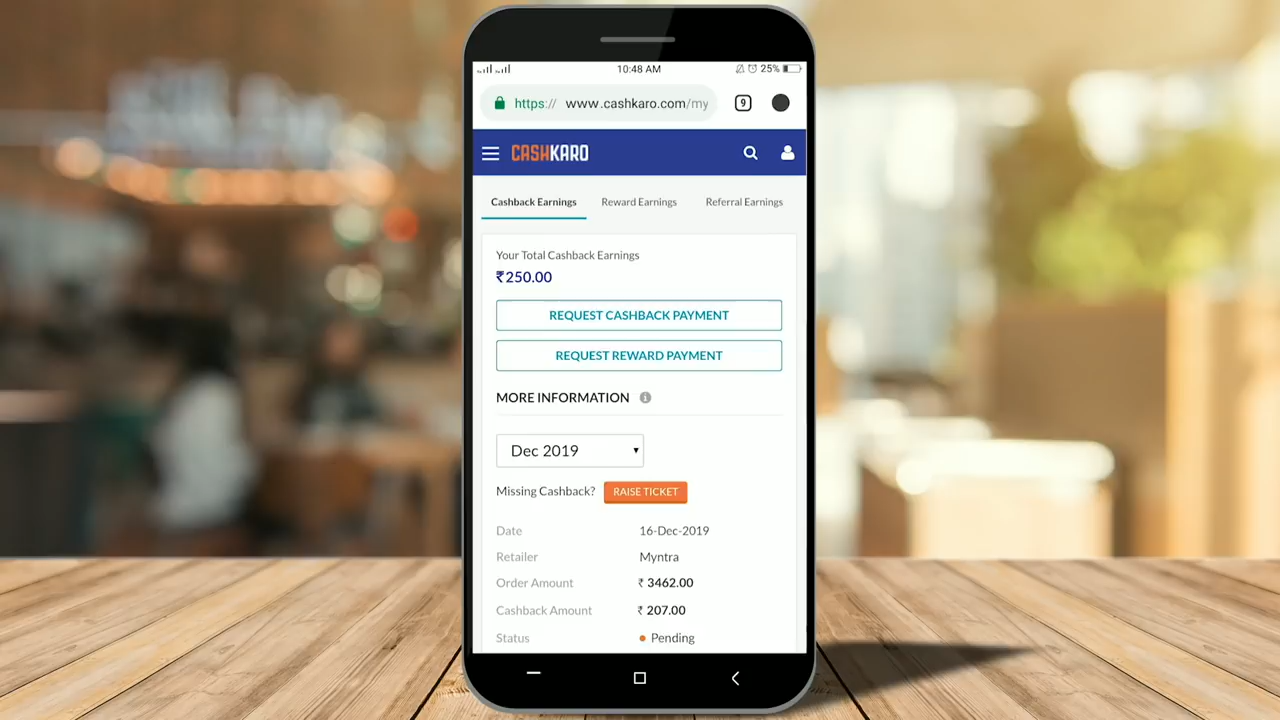 10:48 AM
25%
https:// www.cashkaro.com/my
9
CASHKARO
Cashback Earnings Reward Earnings Referral Earnings
Your Total Cashback Earnings
₹250.00
REQUEST CASHBACK PAYMENT
REQUEST REWARD PAYMENT
MORE INFORMATION
Dec 2019
Missing Cashback? RAISE TICKET
Date 16-Dec-2019
Retailer Myntra
Order Amount ₹ 3462.00
Cashback Amount ₹ 207.00
Status Pending